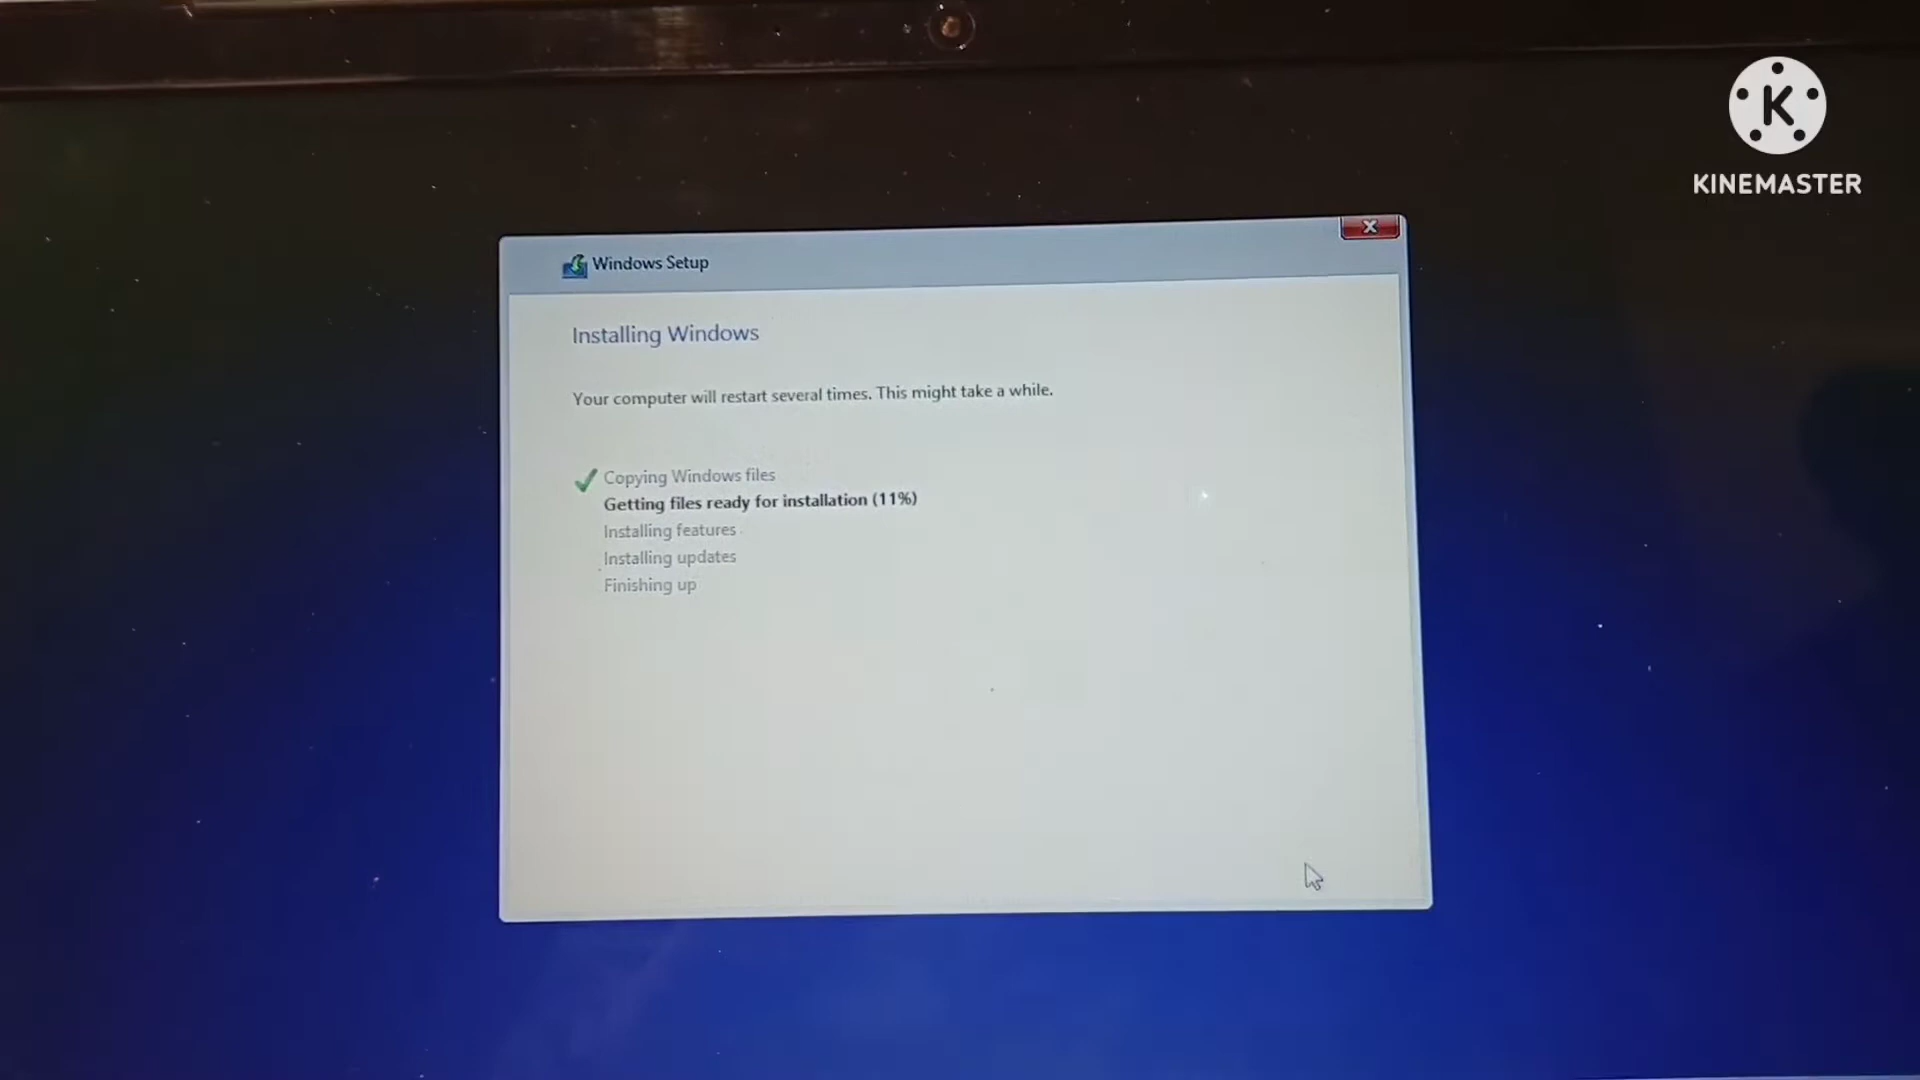 K
KINEMASTER
Windows Setup
Installing Windows
Your computer will restart several times. This might take a while.
Copying Windows files
Getting files ready for installation (11%)
Installing features
Installing updates
Finishing up